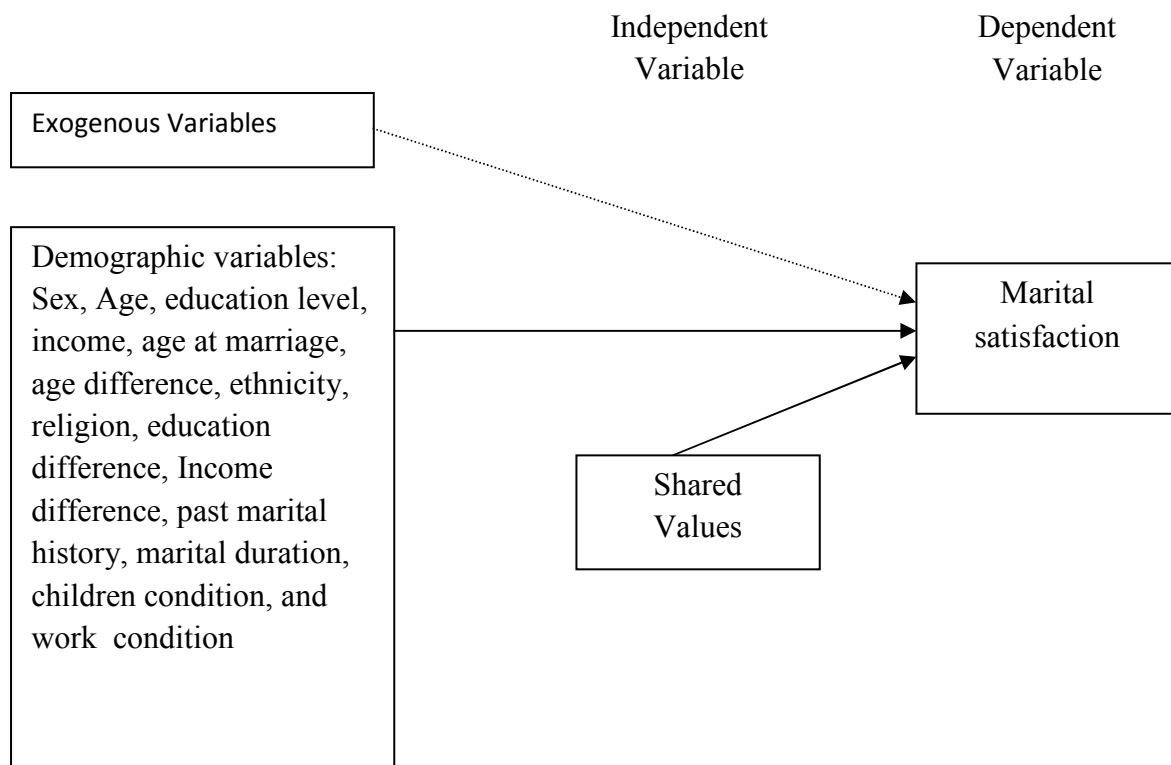 Independent
Variable
Dependent
Variable
Exogenous Variables
Demographic variables:
Sex, Age, education level,
income, age at marriage,
age difference, ethnicity,
religion, education
difference, Income
difference, past marital
history, marital duration,
children condition, and
work condition
Marital
satisfaction
Shared
Values